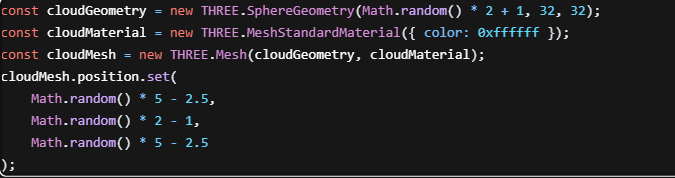 const cloudGeometry = new THREE.SphereGeometry(Math.random() * 2 + 1, 32, 32);
const cloudMaterial = new THREE.MeshStandardMaterial({ color: 0xffffff });
const cloudMesh = new THREE.Mesh(cloudGeometry, cloudMaterial);
cloudMesh.position.set(
    Math.random() * 5 - 2.5,
    Math.random() * 2 - 1,
    Math.random() * 5 - 2.5
);